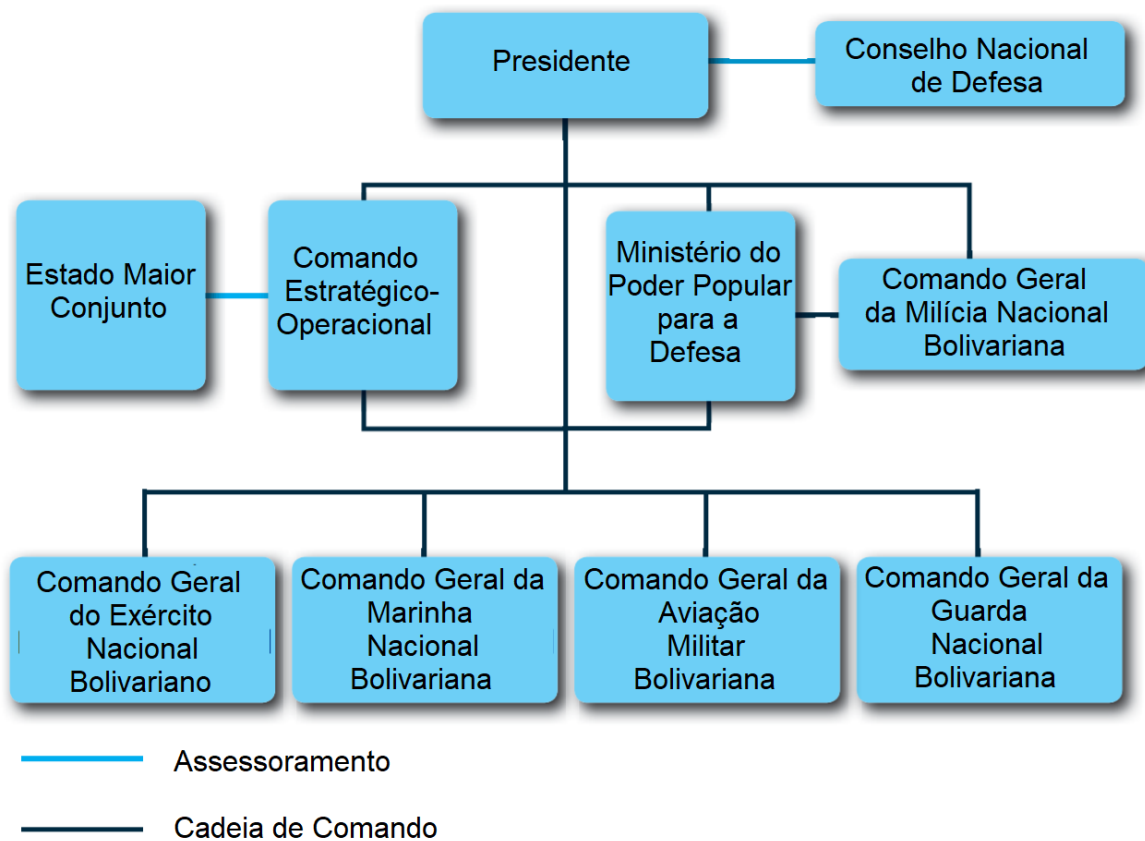 Presidente
Conselho Nacional
de Defesa
Estado Maior
Conjunto
Comando
Estratégico-
Operacional
Ministério do
Poder Popular
para a
Defesa
Comando Geral
da Milícia Nacional
Bolivariana
Comando Geral
do Exército
Nacional
Bolivariano
Comando Geral da
Marinha
Nacional
Bolivariana
Comando Geral da
Aviação
Militar
Bolivariana
Comando Geral da
Guarda
Nacional
Bolivariana
Assessoramento
Cadeia de Comando